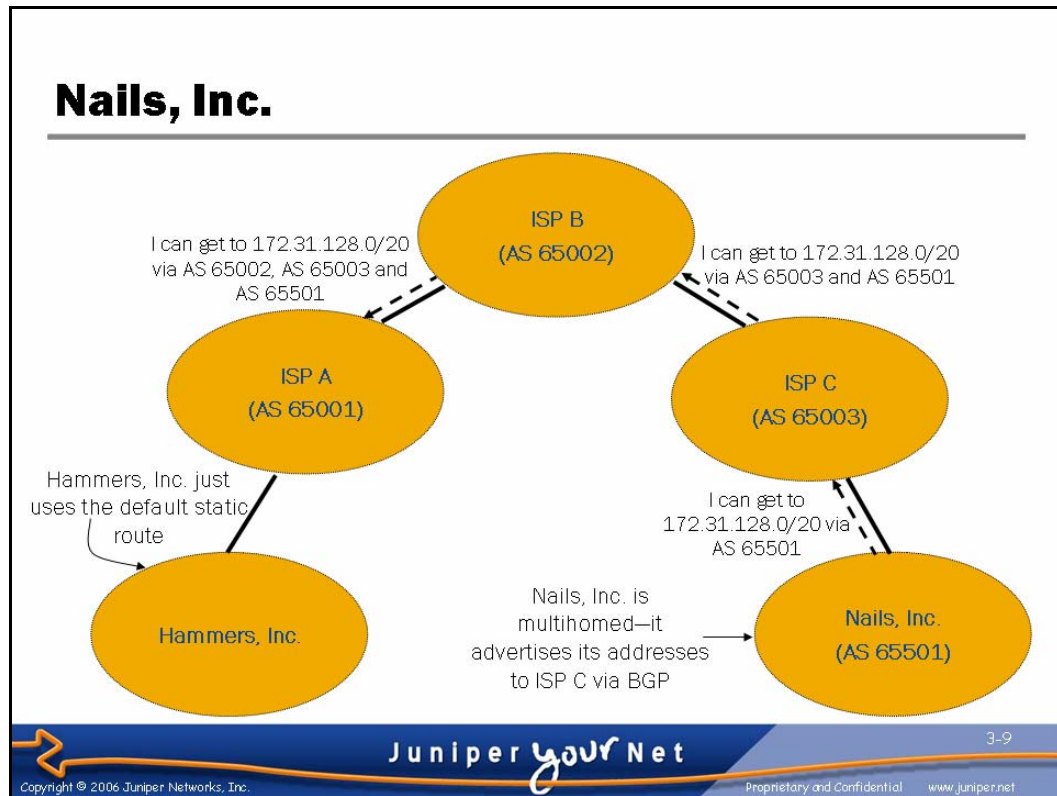 Nails, Inc.
ISP B
(AS 65002)
I can get to 172.31.128.0/20
via AS 65002, AS 65003 and
AS 65501
I can get to 172.31.128.0/20
via AS 65003 and AS 65501
ISP A
(AS 65001)
ISP C
(AS 65003)
Hammers, Inc. just
uses the default static
route
I can get to
172.31.128.0/20 via
AS 65501
Hammers, Inc.
Nails, Inc. is
multihomed—it
advertises its addresses
to ISP C via BGP
Nails, Inc.
(AS 65501)
3-9
Juniper your Net
Copyright © 2006 Juniper Networks, Inc.
Proprietary and Confidential
www.juniper.net